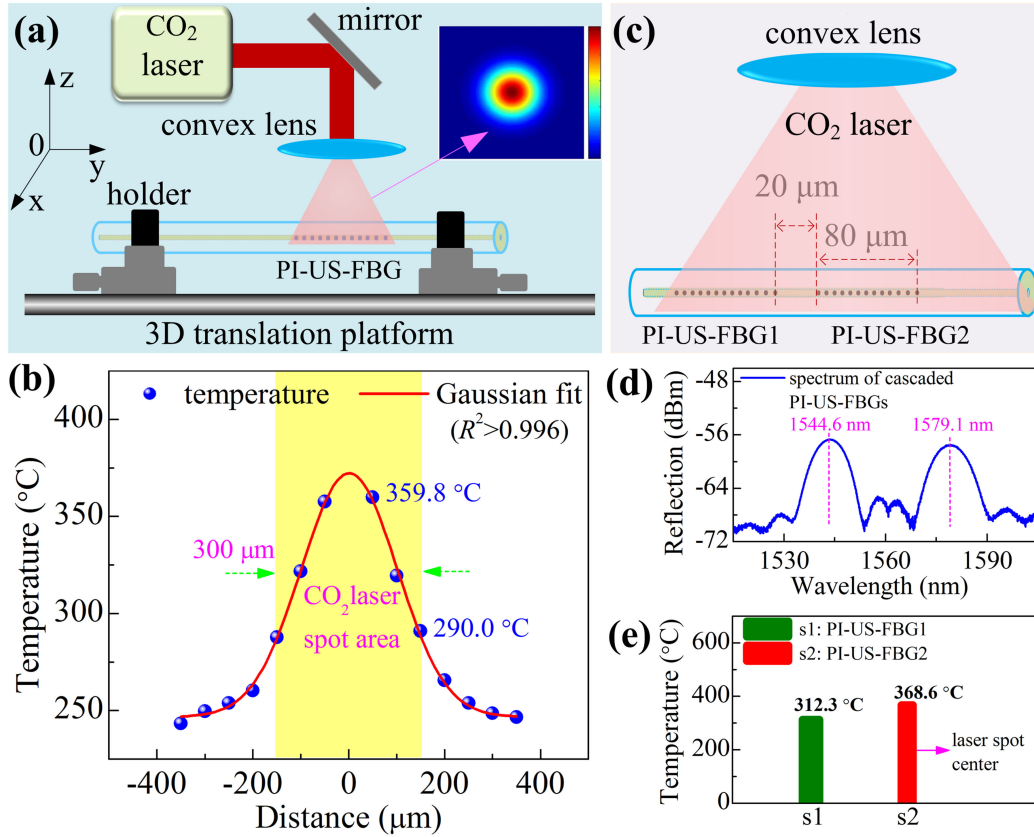 (a)
CO2
laser
mirror
convex lens
z
0
y
x
holder
PI-US-FBG
3D translation platform
(c)
convex lens
CO2 laser
20 μm
80 μm
PI-US-FBG1
PI-US-FBG2
(b)
temperature
Gaussian fit
(R²>0.996)
359.8 °C
300 μm
CO2 laser
spot area
290.0 °C
Temperature (°C)
400
350
300
250
-400
-200
0
200
400
Distance (μm)
(d)
spectrum of cascaded
PI-US-FBGs
1544.6 nm
1579.1 nm
Reflection (dBm)
-48
-56
-64
-72
1530
1560
1590
Wavelength (nm)
(e)
s1: PI-US-FBG1
s2: PI-US-FBG2
312.3 °C
368.6 °C
laser spot
center
Temperature (°C)
600
400
200
0
s1
s2